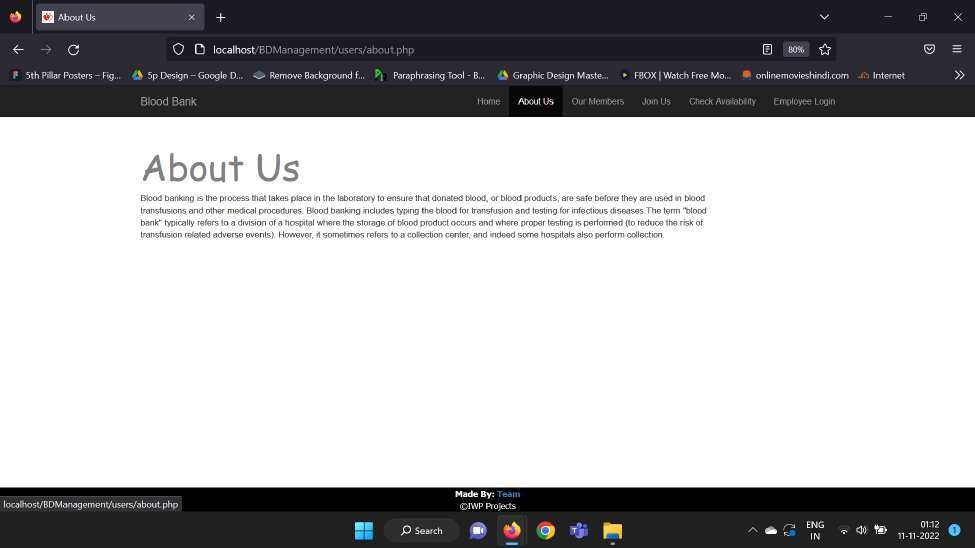 About Us
localhost/BDManagement/users/about.php
80%
5th Pillar Posters – Fig...
5p Design – Google D...
Remove Background f...
Paraphrasing Tool - B...
Graphic Design Maste...
FBOX | Watch Free Mo...
onlinemovieshindi.com
Internet
Blood Bank
Home
About Us
Our Members
Join Us
Check Availability
Employee Login
About Us
Blood banking is the process that takes place in the laboratory to ensure that donated blood, or blood products, are safe before they are used in blood
transfusions and other medical procedures. Blood banking includes typing the blood for transfusion and testing for infectious diseases.The term "blood
bank" typically refers to a division of a hospital where the storage of blood product occurs and where proper testing is performed (to reduce the risk of
transfusion related adverse events). However, it sometimes refers to a collection center, and indeed some hospitals also perform collection.
Made By: Team
©IWP Projects
localhost/BDManagement/users/about.php
Search
ENG
IN
01:12
11-11-2022
1